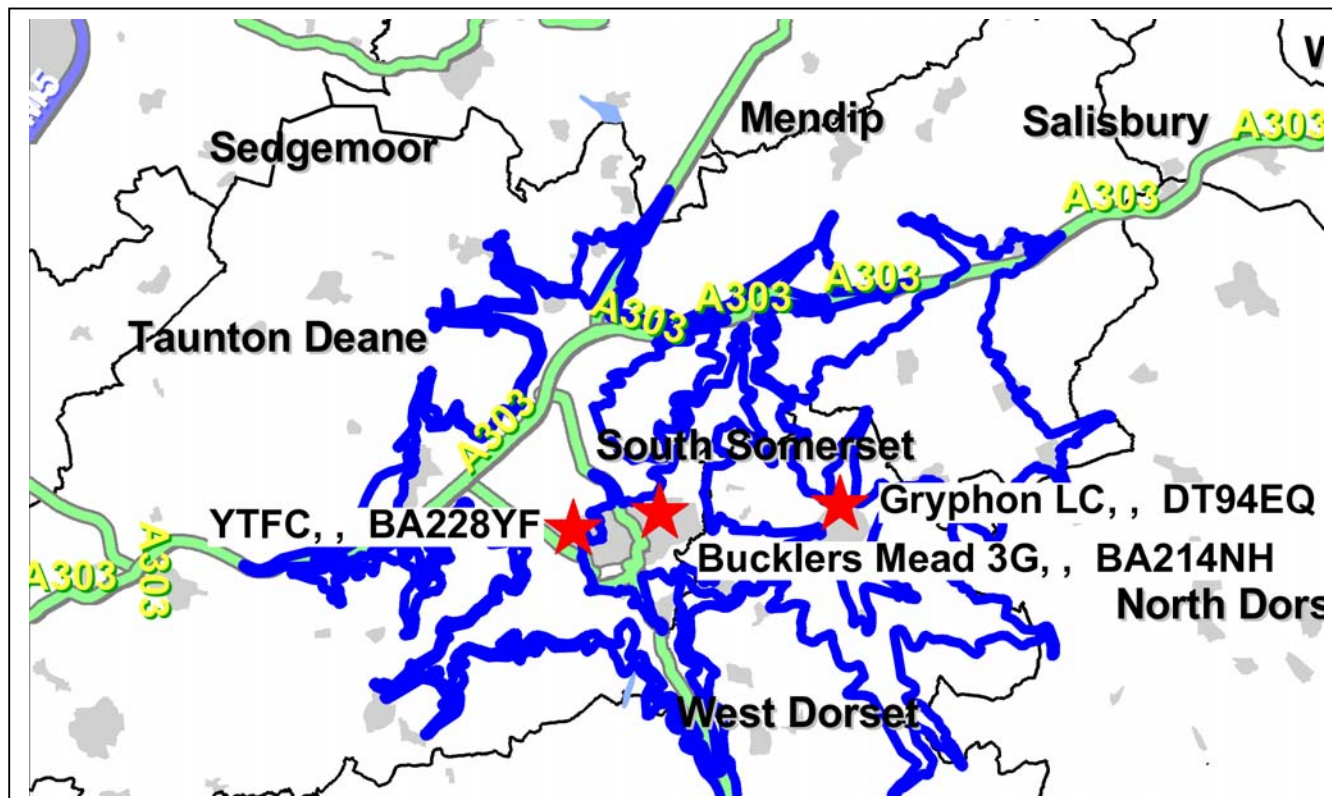 M5
W
Mendip
Salisbury
A303
Sedgemoor
A303
A303
A303
A303
Taunton Deane
A303
South Somerset
Gryphon LC, , DT94EQ
YTFC, , BA228YF
Bucklers Mead 3G, , BA214NH
A303
A303
North Dors
West Dorset